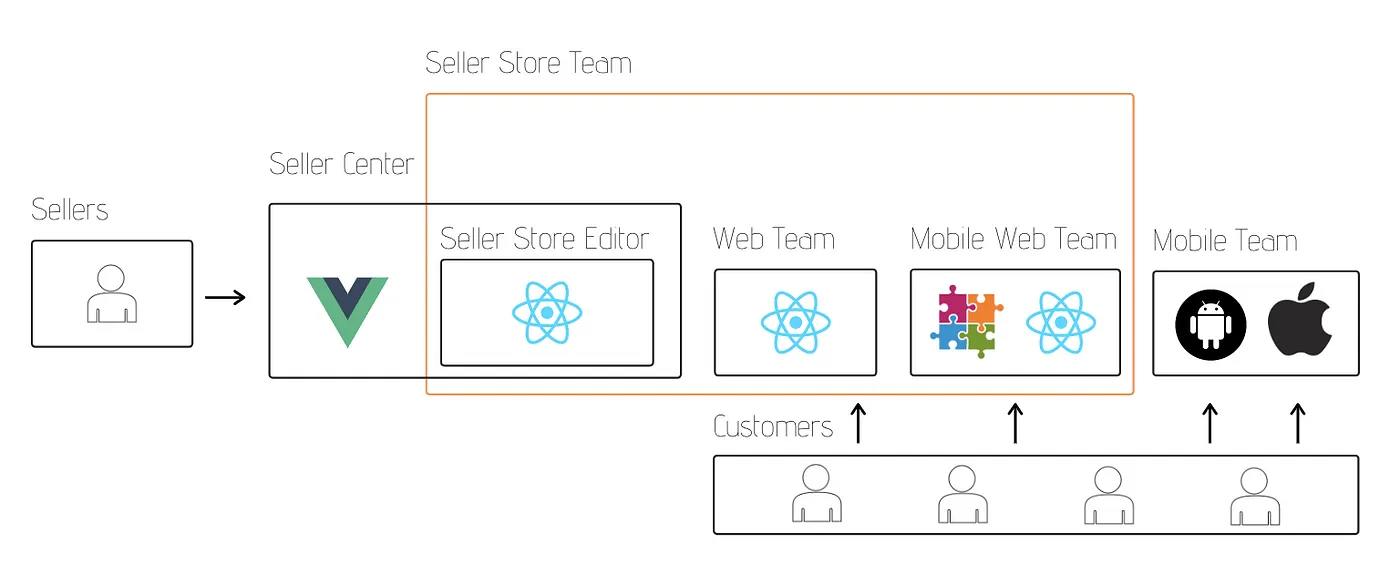 Seller Store Team
Seller Center
Sellers
Seller Store Editor
Web Team
Mobile Web Team
Mobile Team
Customers